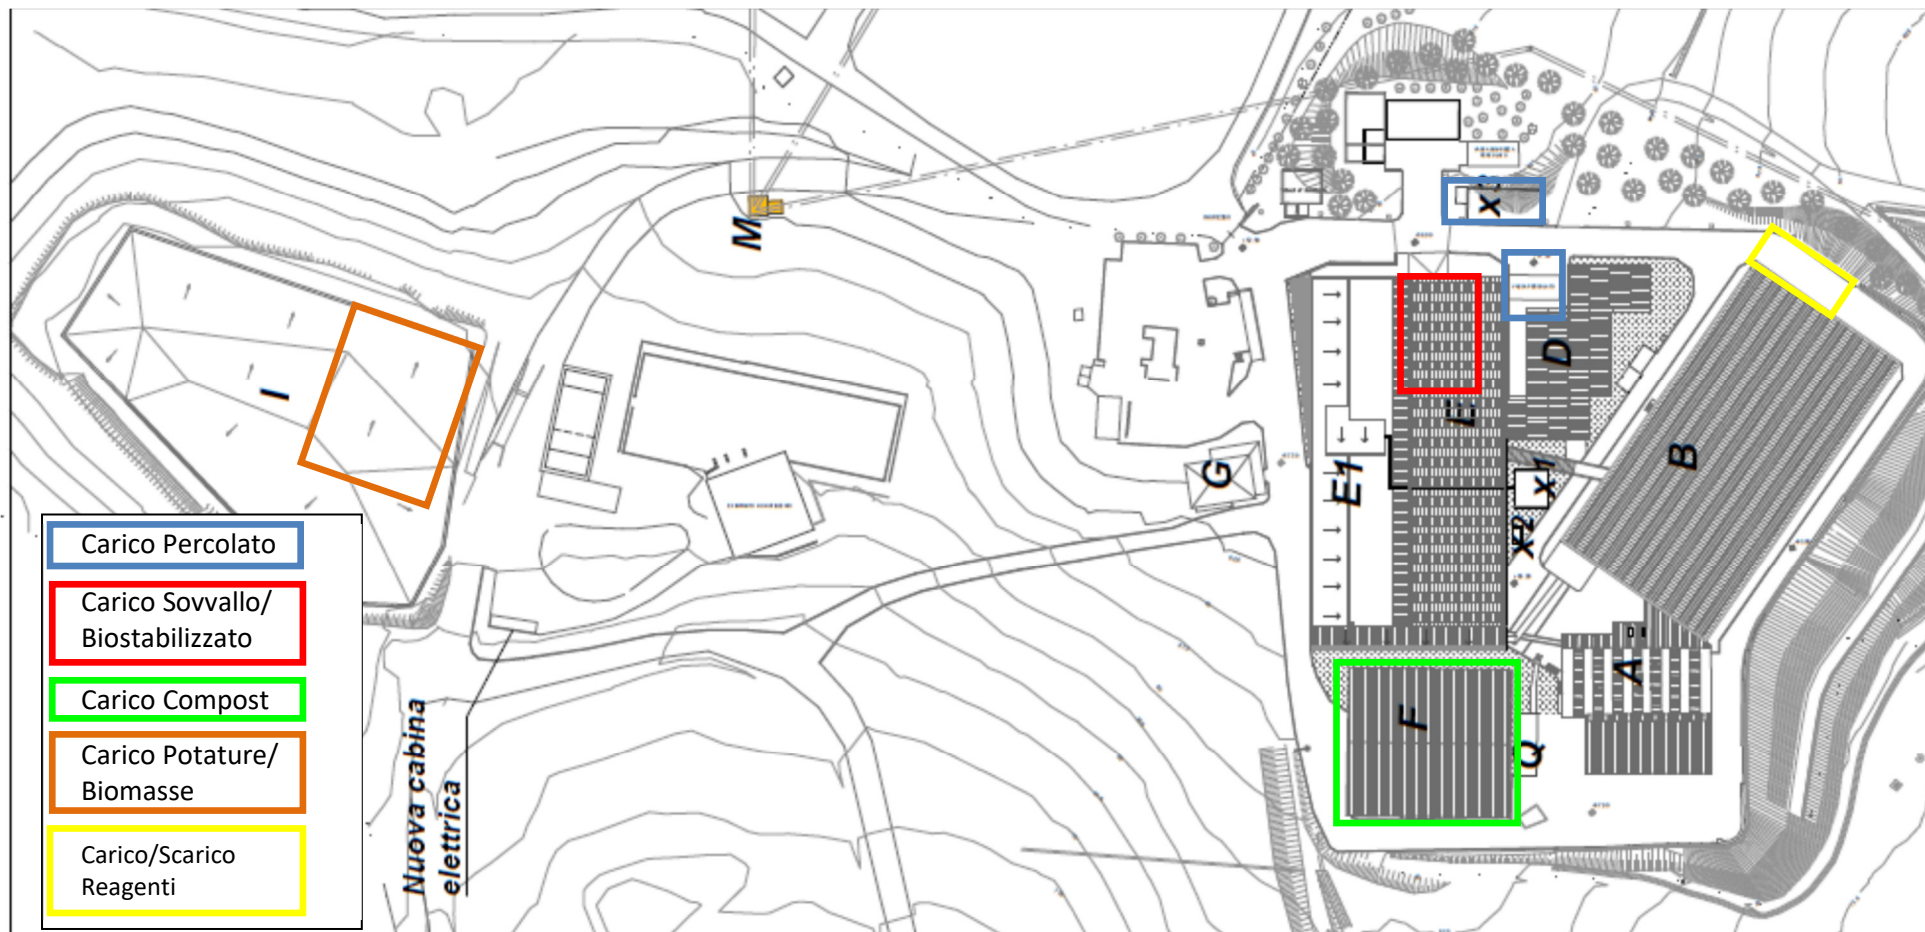 M
x3
I
D
E
B
G
E1
x1
x2
A
F
Q
Carico Percolato
Carico Sovvallo/
Biostabilizzato
Carico Compost
Carico Potature/
Biomasse
Carico/Scarico
Reagenti
Nuova cabina
elettrica